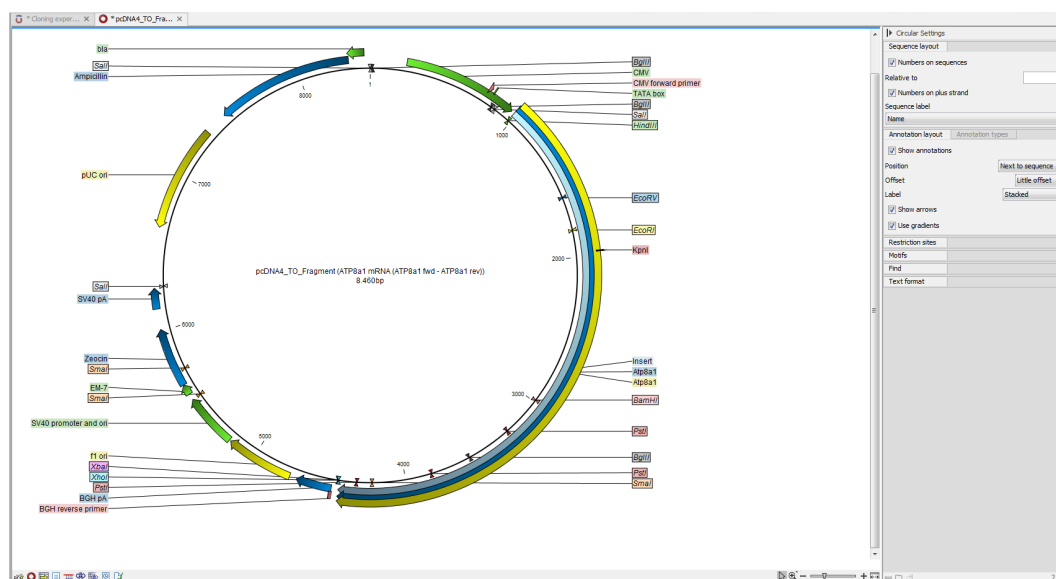 * Cloning exper...
* pcDNA4_TO_Fra...
bla
SalI
Ampicillin
pUC ori
SalI
SV40 pA
Zeocin
SmaI
EM-7
SmaI
SV40 promoter and ori
f1 ori
XbaI
XhoI
PstI
BGH pA
BGH reverse primer
1
1000
2000
3000
4000
5000
6000
7000
8000
pcDNA4_TO_Fragment (ATP8a1 mRNA (ATP8a1 fwd - ATP8a1 rev))
8.460bp
BglII
CMV
CMV forward primer
TATA box
BglII
SalI
HindIII
EcoRV
EcoRI
KpnI
Insert
Atp8a1
Atp8a1
BamHI
PstI
BglII
PstI
SmaI
Circular Settings
Sequence layout
Numbers on sequences
Relative to
Numbers on plus strand
Sequence label
Name
Annotation layout
Annotation types
Show annotations
Position
Next to sequence
Offset
Little offset
Label
Stacked
Show arrows
Use gradients
Restriction sites
Motifs
Find
Text format